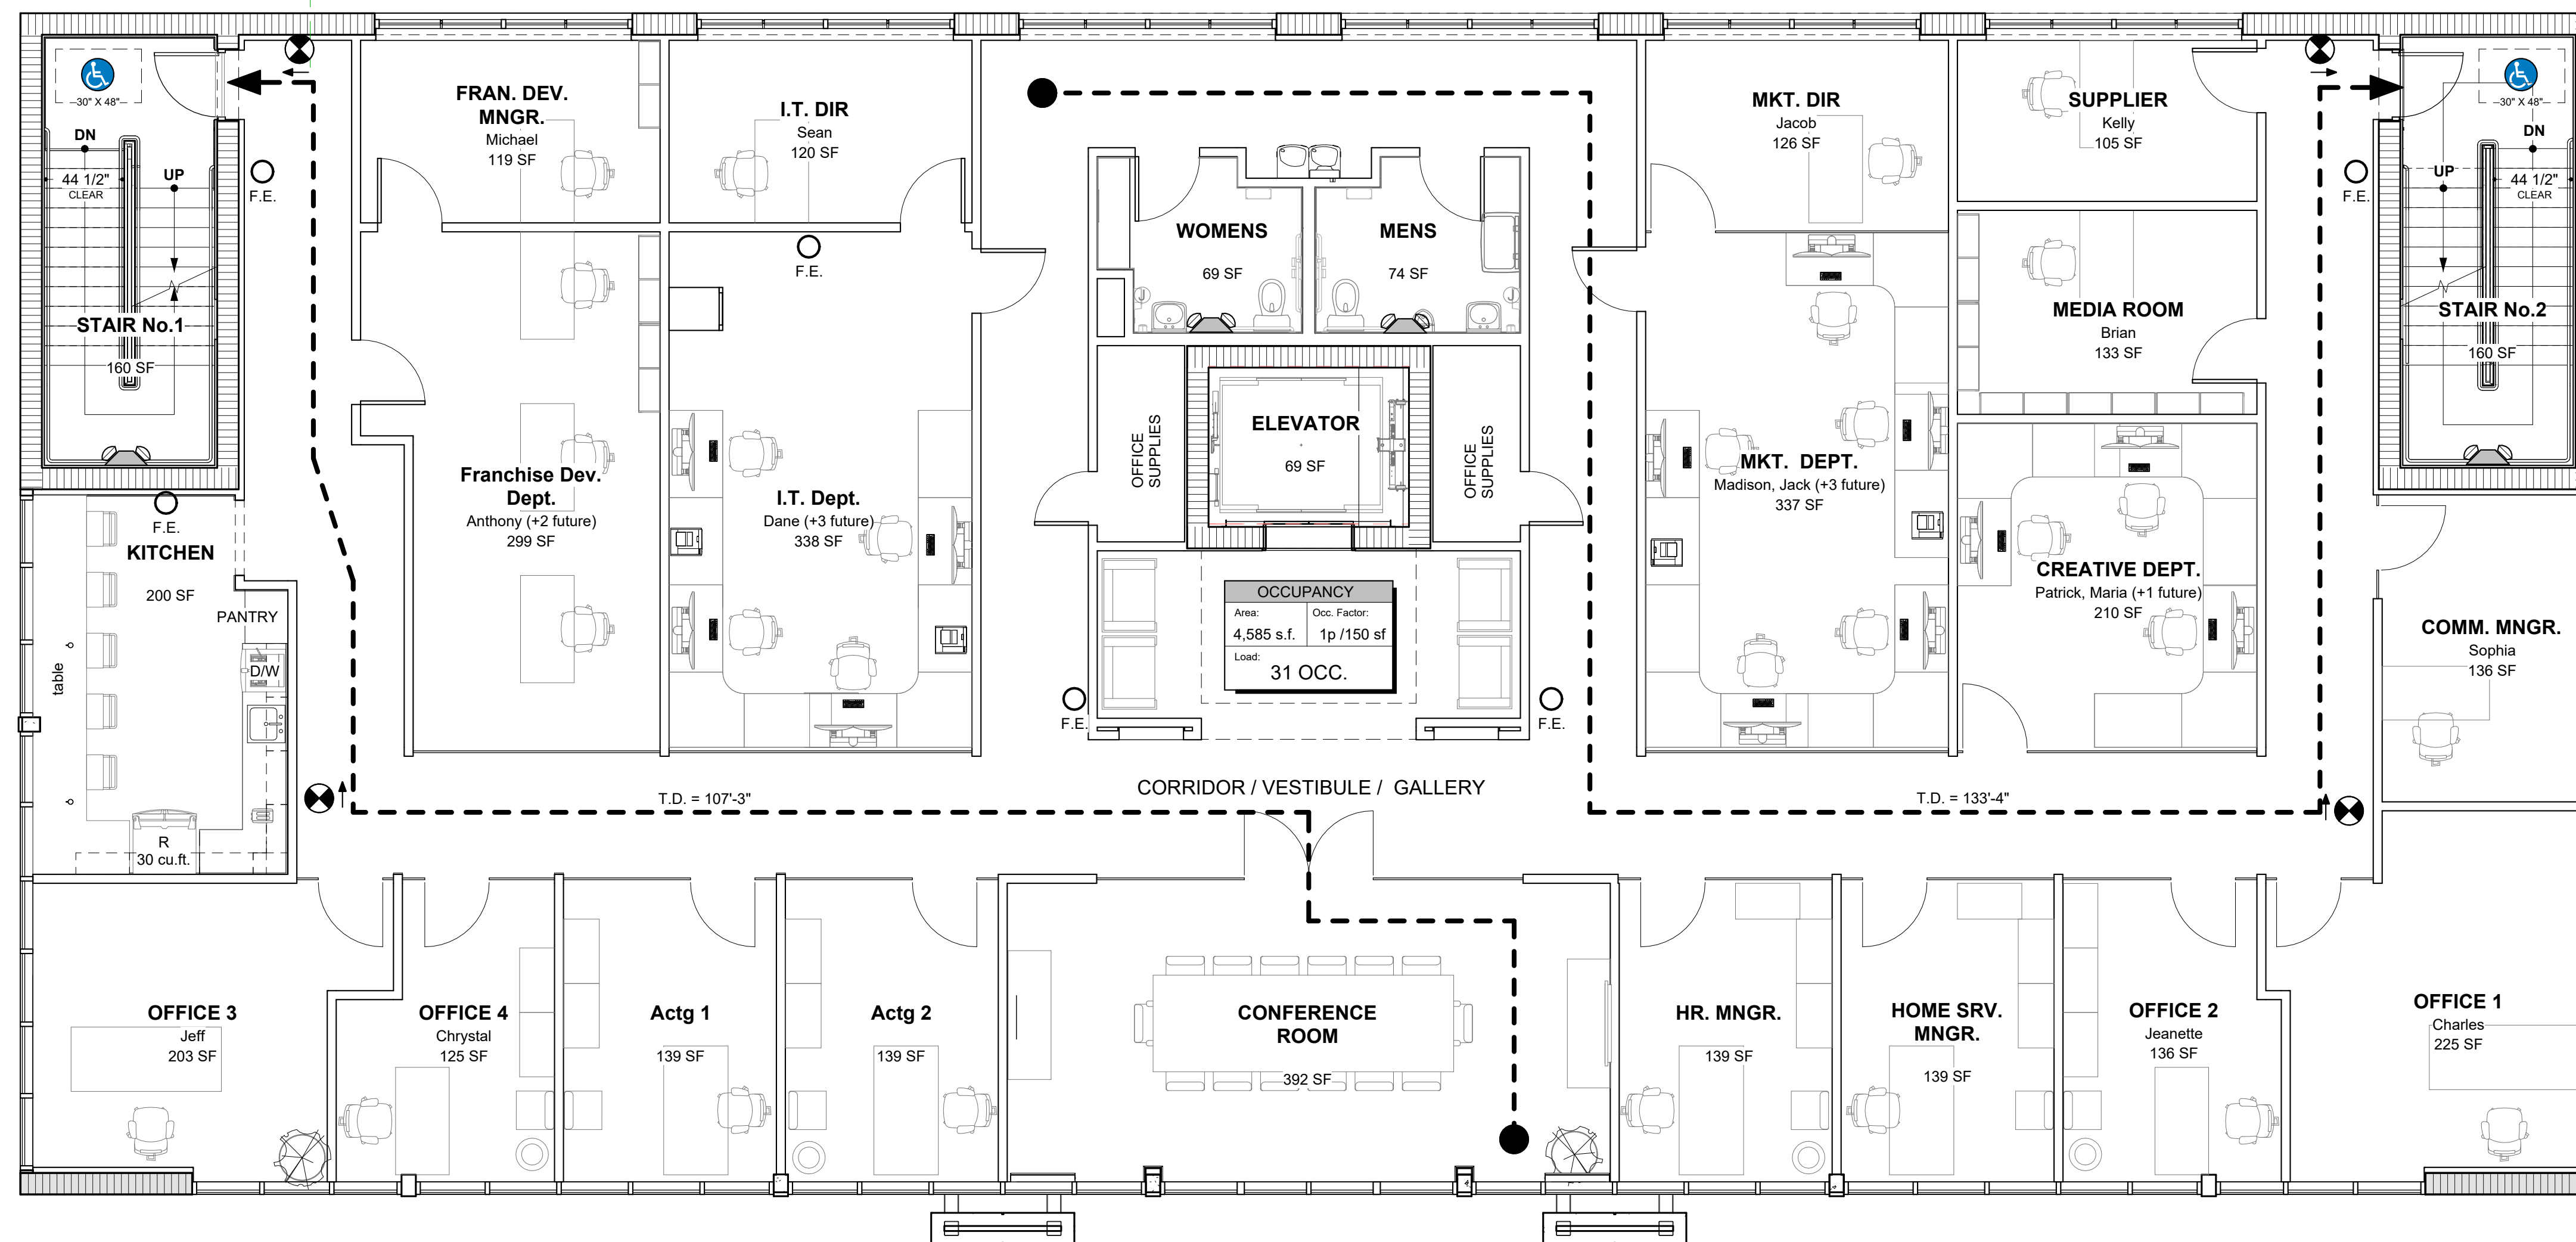 30" X 48"
DN
UP
44 1/2"
CLEAR
STAIR No.1
160 SF
F.E.
FRAN. DEV.
MNGR.
Michael
119 SF
I.T. DIR
Sean
120 SF
F.E.
WOMENS
69 SF
MENS
74 SF
MKT. DIR
Jacob
126 SF
SUPPLIER
Kelly
105 SF
MEDIA ROOM
Brian
133 SF
F.E.
30" X 48"
DN
UP
44 1/2"
CLEAR
STAIR No.2
160 SF
F.E.
KITCHEN
200 SF
PANTRY
table
D/W
R
30 cu.ft.
Franchise Dev.
Dept.
Anthony (+2 future)
299 SF
I.T. Dept.
Dane (+3 future)
338 SF
OFFICE
SUPPLIES
ELEVATOR
69 SF
OFFICE
SUPPLIES
OCCUPANCY
Area:
4,585 s.f.
Occ. Factor:
1p /150 sf
Load:
31 OCC.
F.E.
F.E.
MKT. DEPT.
Madison, Jack (+3 future)
337 SF
CREATIVE DEPT.
Patrick, Maria (+1 future)
210 SF
COMM. MNGR.
Sophia
136 SF
CORRIDOR / VESTIBULE / GALLERY
T.D. = 107'-3"
T.D. = 133'-4"
OFFICE 3
Jeff
203 SF
OFFICE 4
Chrystal
125 SF
Actg 1
139 SF
Actg 2
139 SF
CONFERENCE
ROOM
392 SF
HR. MNGR.
139 SF
HOME SRV.
MNGR.
139 SF
OFFICE 2
Jeanette
136 SF
OFFICE 1
Charles
225 SF